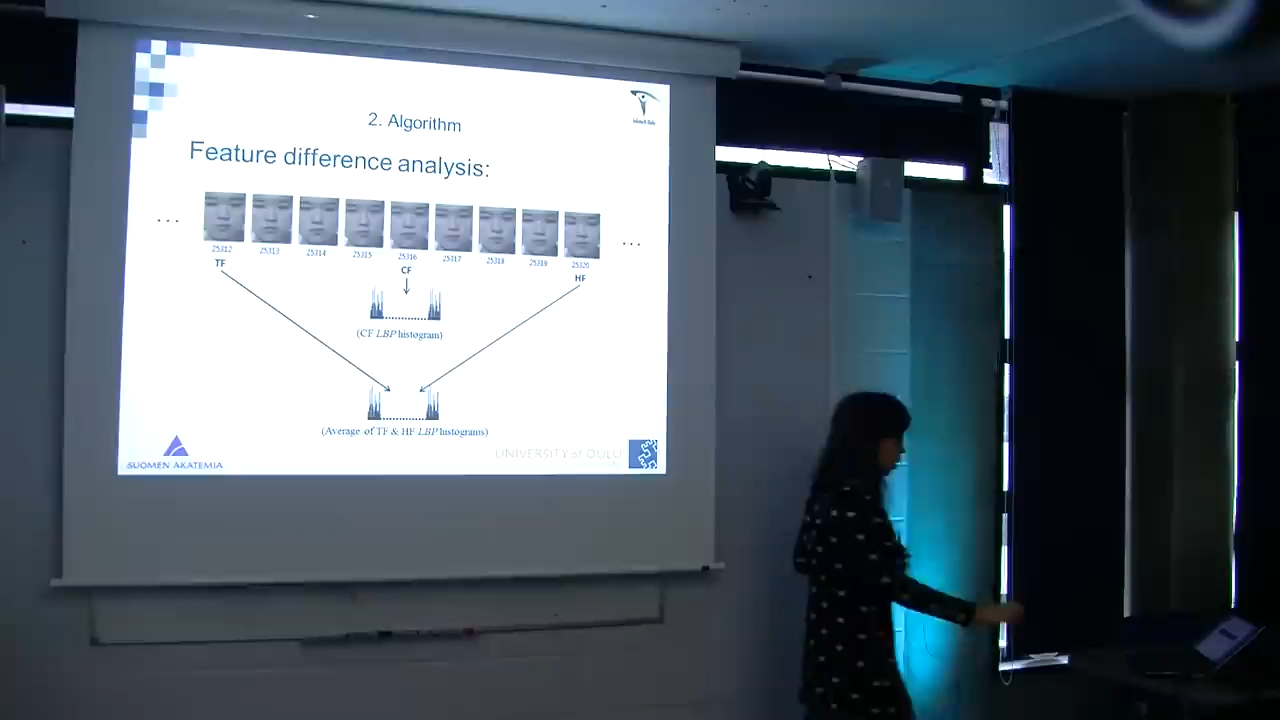 2. Algorithm
Feature difference analysis:
... ...
25312 25313 25314 25315 25316 25317 25318 25319 25320
TF CF HF
(CF LBP histogram)
(Average of TF & HF LBP histograms)
SUOMEN AKATEMIA
UNIVERSITY of OULU